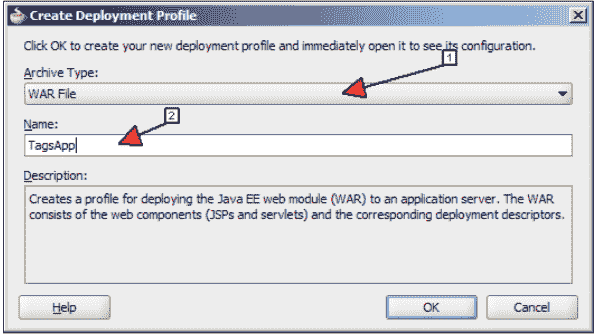 Create Deployment Profile
Click OK to create your new deployment profile and immediately open it to see its configuration.
1
Archive Type:
WAR File
2
Name:
TagsApp
Description:
Creates a profile for deploying the Java EE web module (WAR) to an application server. The WAR
consists of the web components (JSPs and servlets) and the corresponding deployment descriptors.
Help
OK
Cancel